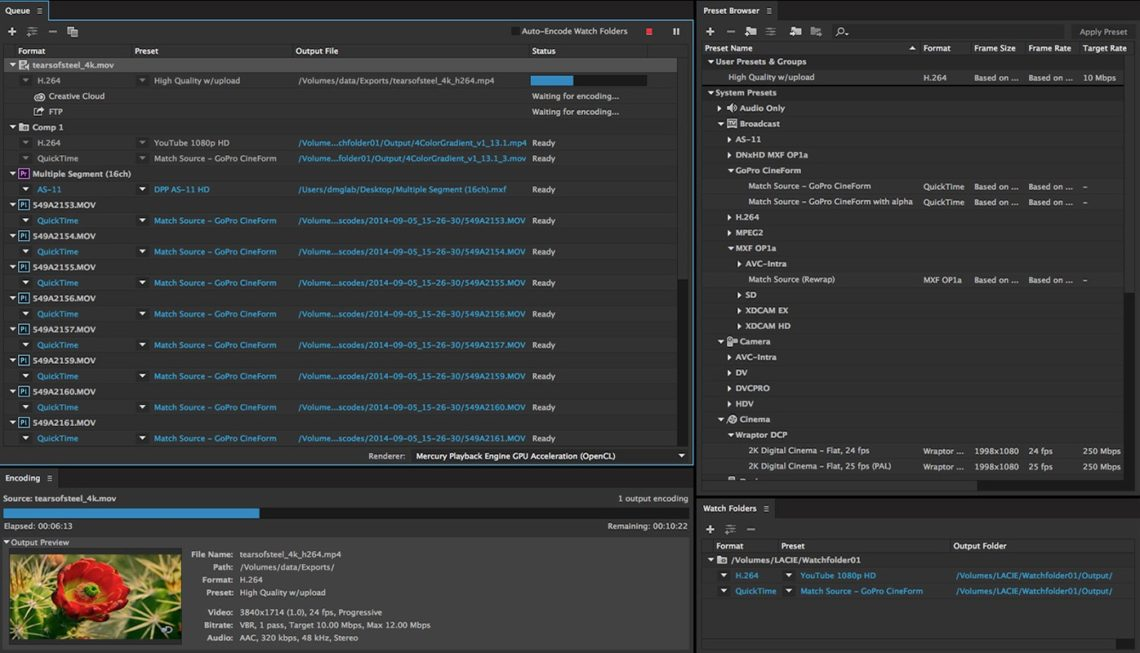 Queue
Auto-Encode Watch Folders
Format Preset Output File Status
tearsofsteel_4k.mov
H.264 High Quality w/upload /Volumes/data/Exports/tearsofsteel_4k_h264.mp4
Creative Cloud Waiting for encoding...
FTP Waiting for encoding...
Comp 1
H.264 YouTube 1080p HD /Volume...chfolder01/Output/4ColorGradient_v1_13.1.mp4 Ready
QuickTime Match Source – GoPro CineForm /Volume...folder01/Output/4ColorGradient_v1_13.1_3.mov Ready
Pr Multiple Segment (16ch)
AS-11 DPP AS-11 HD /Users/dmglab/Desktop/Multiple Segment (16ch).mxf Ready
Pl 549A2153.MOV
QuickTime Match Source – GoPro CineForm /Volume...scodes/2014-09-05_15-26-30/549A2153.MOV Ready
Pl 549A2154.MOV
QuickTime Match Source – GoPro CineForm /Volume...scodes/2014-09-05_15-26-30/549A2154.MOV Ready
Pl 549A2155.MOV
QuickTime Match Source – GoPro CineForm /Volume...scodes/2014-09-05_15-26-30/549A2155.MOV Ready
Pl 549A2156.MOV
QuickTime Match Source – GoPro CineForm /Volume...scodes/2014-09-05_15-26-30/549A2156.MOV Ready
Pl 549A2157.MOV
QuickTime Match Source – GoPro CineForm /Volume...scodes/2014-09-05_15-26-30/549A2157.MOV Ready
Pl 549A2159.MOV
QuickTime Match Source – GoPro CineForm /Volume...scodes/2014-09-05_15-26-30/549A2159.MOV Ready
Pl 549A2160.MOV
QuickTime Match Source – GoPro CineForm /Volume...scodes/2014-09-05_15-26-30/549A2160.MOV Ready
Pl 549A2161.MOV
QuickTime Match Source – GoPro CineForm /Volume...scodes/2014-09-05_15-26-30/549A2161.MOV Ready
Renderer: Mercury Playback Engine GPU Acceleration (OpenCL)
Encoding
Source: tearsofsteel_4k.mov 1 output encoding
Elapsed: 00:06:13 Remaining: 00:10:22
Output Preview
File Name: tearsofsteel_4k_h264.mp4
Path: /Volumes/data/Exports/
Format: H.264
Preset: High Quality w/upload
Video: 3840x1714 (1.0), 24 fps, Progressive
Bitrate: VBR, 1 pass, Target 10.00 Mbps, Max 12.00 Mbps
Audio: AAC, 320 kbps, 48 kHz, Stereo
Preset Browser
Apply Preset
Preset Name Format Frame Size Frame Rate Target Rate
User Presets & Groups
High Quality w/upload H.264 Based on ... Based on ... 10 Mbps
System Presets
Audio Only
Broadcast
AS-11
DNxHD MXF OP1a
GoPro CineForm
Match Source – GoPro CineForm QuickTime Based on ... Based on ... –
Match Source – GoPro CineForm with alpha QuickTime Based on ... Based on ... –
H.264
MPEG2
MXF OP1a
AVC-Intra
Match Source (Rewrap) MXF OP1a Based on ... Based on ... –
SD
XDCAM EX
XDCAM HD
Camera
AVC-Intra
DV
DVCPRO
HDV
Cinema
Wraptor DCP
2K Digital Cinema – Flat, 24 fps Wraptor ... 1998x1080 24 fps 250 Mbps
2K Digital Cinema – Flat, 25 fps (PAL) Wraptor ... 1998x1080 25 fps 250 Mbps
Watch Folders
Format Preset Output Folder
/Volumes/LACIE/Watchfolder01
H.264 YouTube 1080p HD /Volumes/LACIE/Watchfolder01/Output/
QuickTime Match Source – GoPro CineForm /Volumes/LACIE/Watchfolder01/Output/